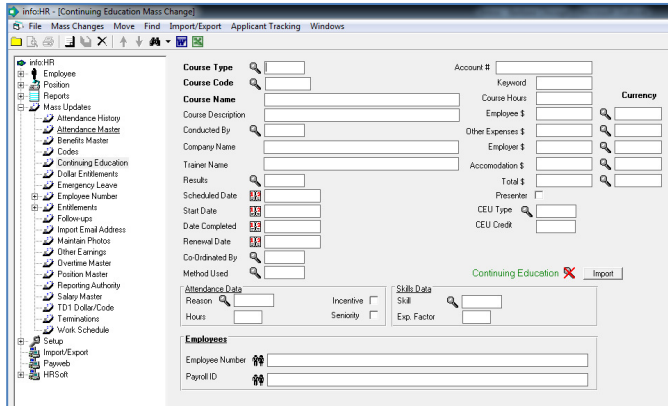 info:HR - [Continuing Education Mass Change]
File Mass Changes Move Find Import/Export Applicant Tracking Windows
info:HR
Employee
Position
Reports
Mass Updates
Attendance History
Attendance Master
Benefits Master
Codes
Continuing Education
Dollar Entitlements
Emergency Leave
Employee Number
Entitlements
Follow-ups
Import Email Address
Maintain Photos
Other Earnings
Overtime Master
Position Master
Reporting Authority
Salary Master
TD1 Dollar/Code
Terminations
Work Schedule
Setup
Import/Export
Payweb
HRSoft
Course Type
Course Code
Course Name
Course Description
Conducted By
Company Name
Trainer Name
Results
Scheduled Date
Start Date
Date Completed
Renewal Date
Co-Ordinated By
Method Used
Account #
Keyword
Course Hours
Currency
Employee $
Other Expenses $
Employer $
Accomodation $
Total $
Presenter
CEU Type
CEU Credit
Continuing Education Import
Attendance Data
Reason Incentive
Hours Seniority
Skills Data
Skill
Exp. Factor
Employees
Employee Number
Payroll ID